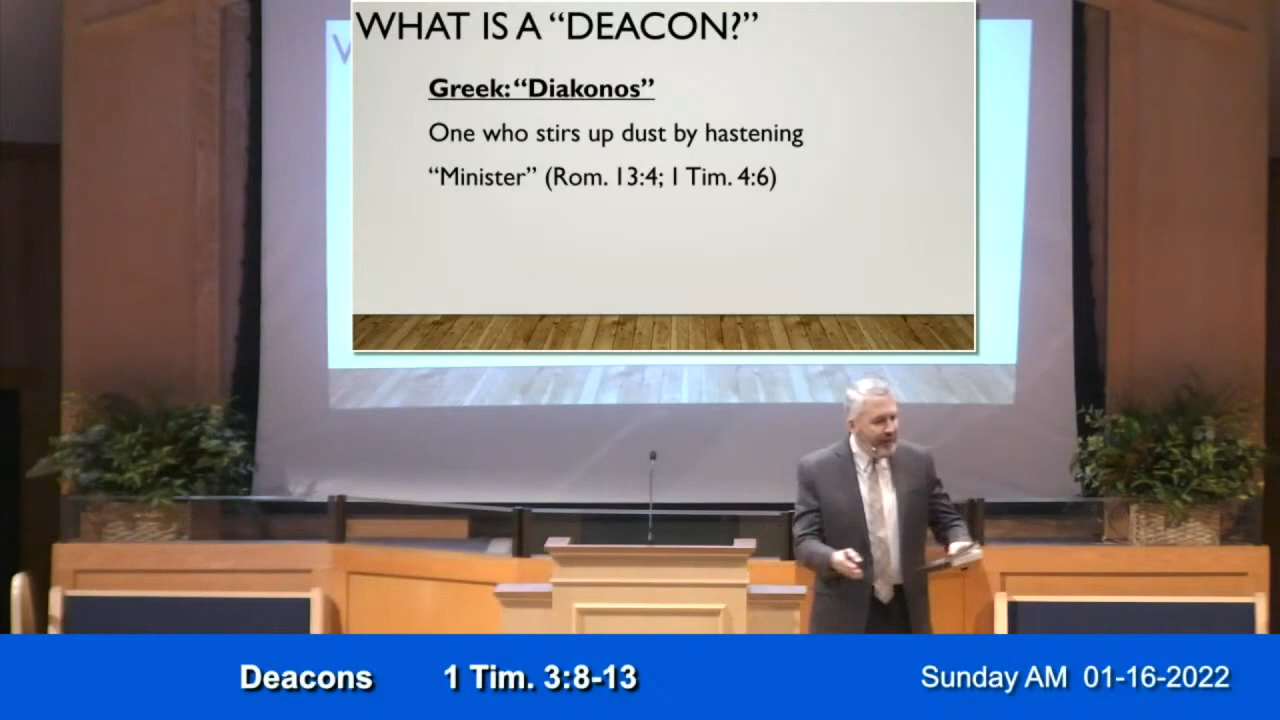 WHAT IS A “DEACON?”
Greek: “Diakonos”
One who stirs up dust by hastening
“Minister” (Rom. 13:4; 1 Tim. 4:6)
Deacons 1 Tim. 3:8-13
Sunday AM 01-16-2022